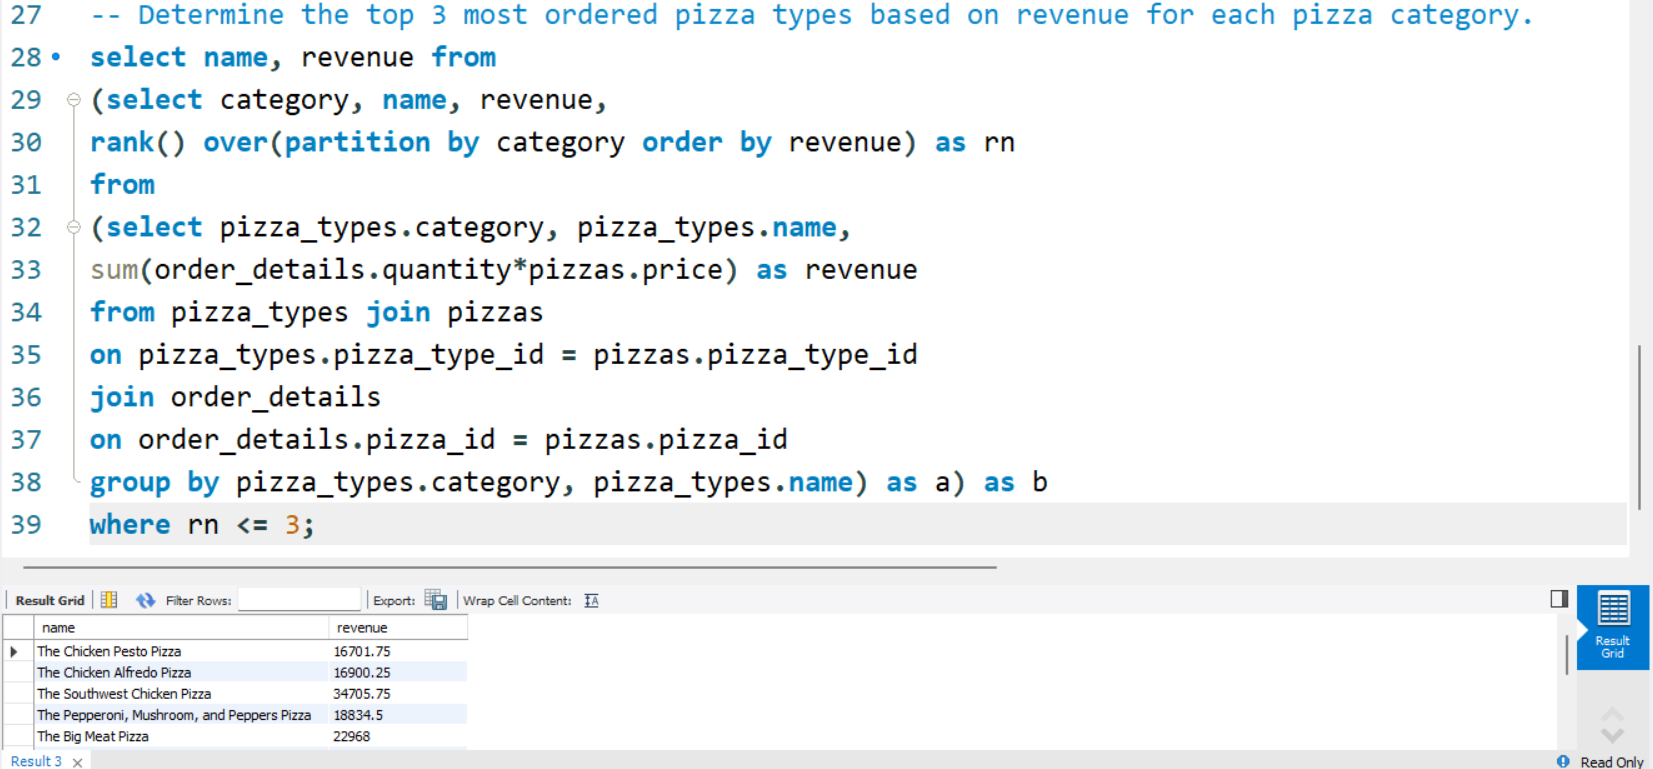 27 -- Determine the top 3 most ordered pizza types based on revenue for each pizza category.
28 select name, revenue from
29 (select category, name, revenue,
30 rank() over(partition by category order by revenue) as rn
31 from
32 (select pizza_types.category, pizza_types.name,
33 sum(order_details.quantity*pizzas.price) as revenue
34 from pizza_types join pizzas
35 on pizza_types.pizza_type_id = pizzas.pizza_type_id
36 join order_details
37 on order_details.pizza_id = pizzas.pizza_id
38 group by pizza_types.category, pizza_types.name) as a) as b
39 where rn <= 3;
Result Grid Filter Rows: Export: Wrap Cell Content:
name revenue
The Chicken Pesto Pizza 16701.75
The Chicken Alfredo Pizza 16900.25
The Southwest Chicken Pizza 34705.75
The Pepperoni, Mushroom, and Peppers Pizza 18834.5
The Big Meat Pizza 22968
Result
Grid
Result 3 Read Only